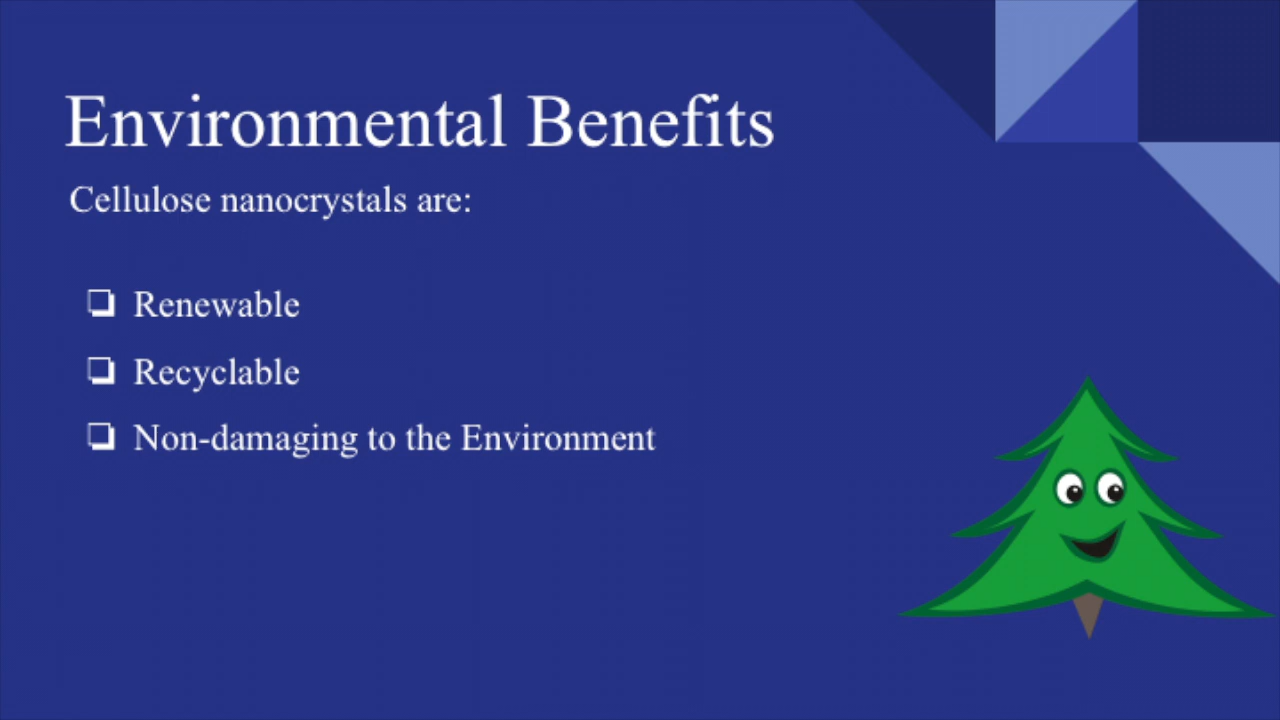 Environmental Benefits
Cellulose nanocrystals are:
❏ Renewable
❏ Recyclable
❏ Non-damaging to the Environment